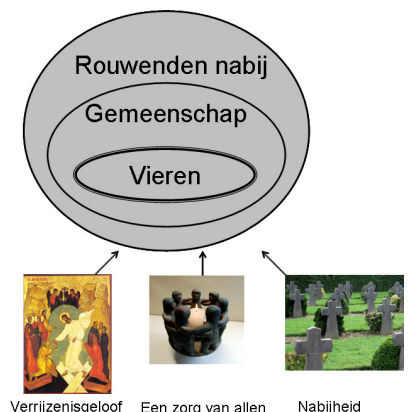 Rouwenden nabij
Gemeenschap
Vieren
Verrijzenisgeloof Een zorg van allen Nabijheid